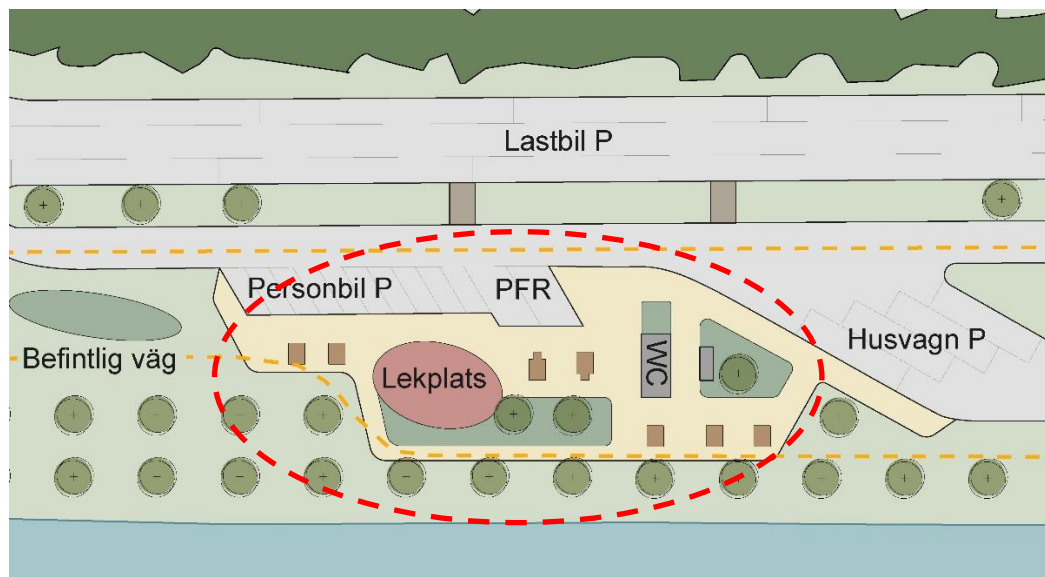 Lastbil P
Personbil P
PFR
Husvagn P
Befintlig väg
WC
Lekplats